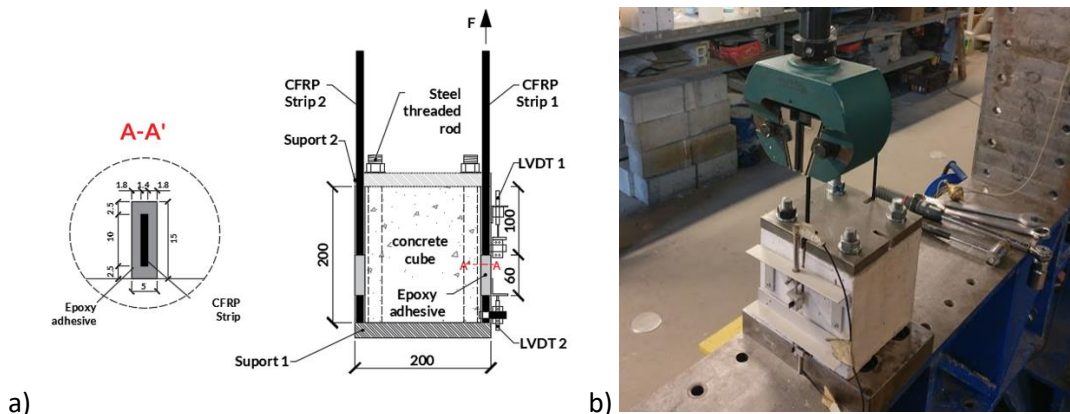 F
CFRP
Strip 2
Steel
threaded
rod
CFRP
Strip 1
A-A'
Suport 2
LVDT 1
1.8 1.4 1.8
2.5
10
2.5
15
5
Epoxy
adhesive
CFRP
Strip
200
concrete
cube
100
A' A
60
Epoxy
adhesive
Suport 1
LVDT 2
200
a)
b)